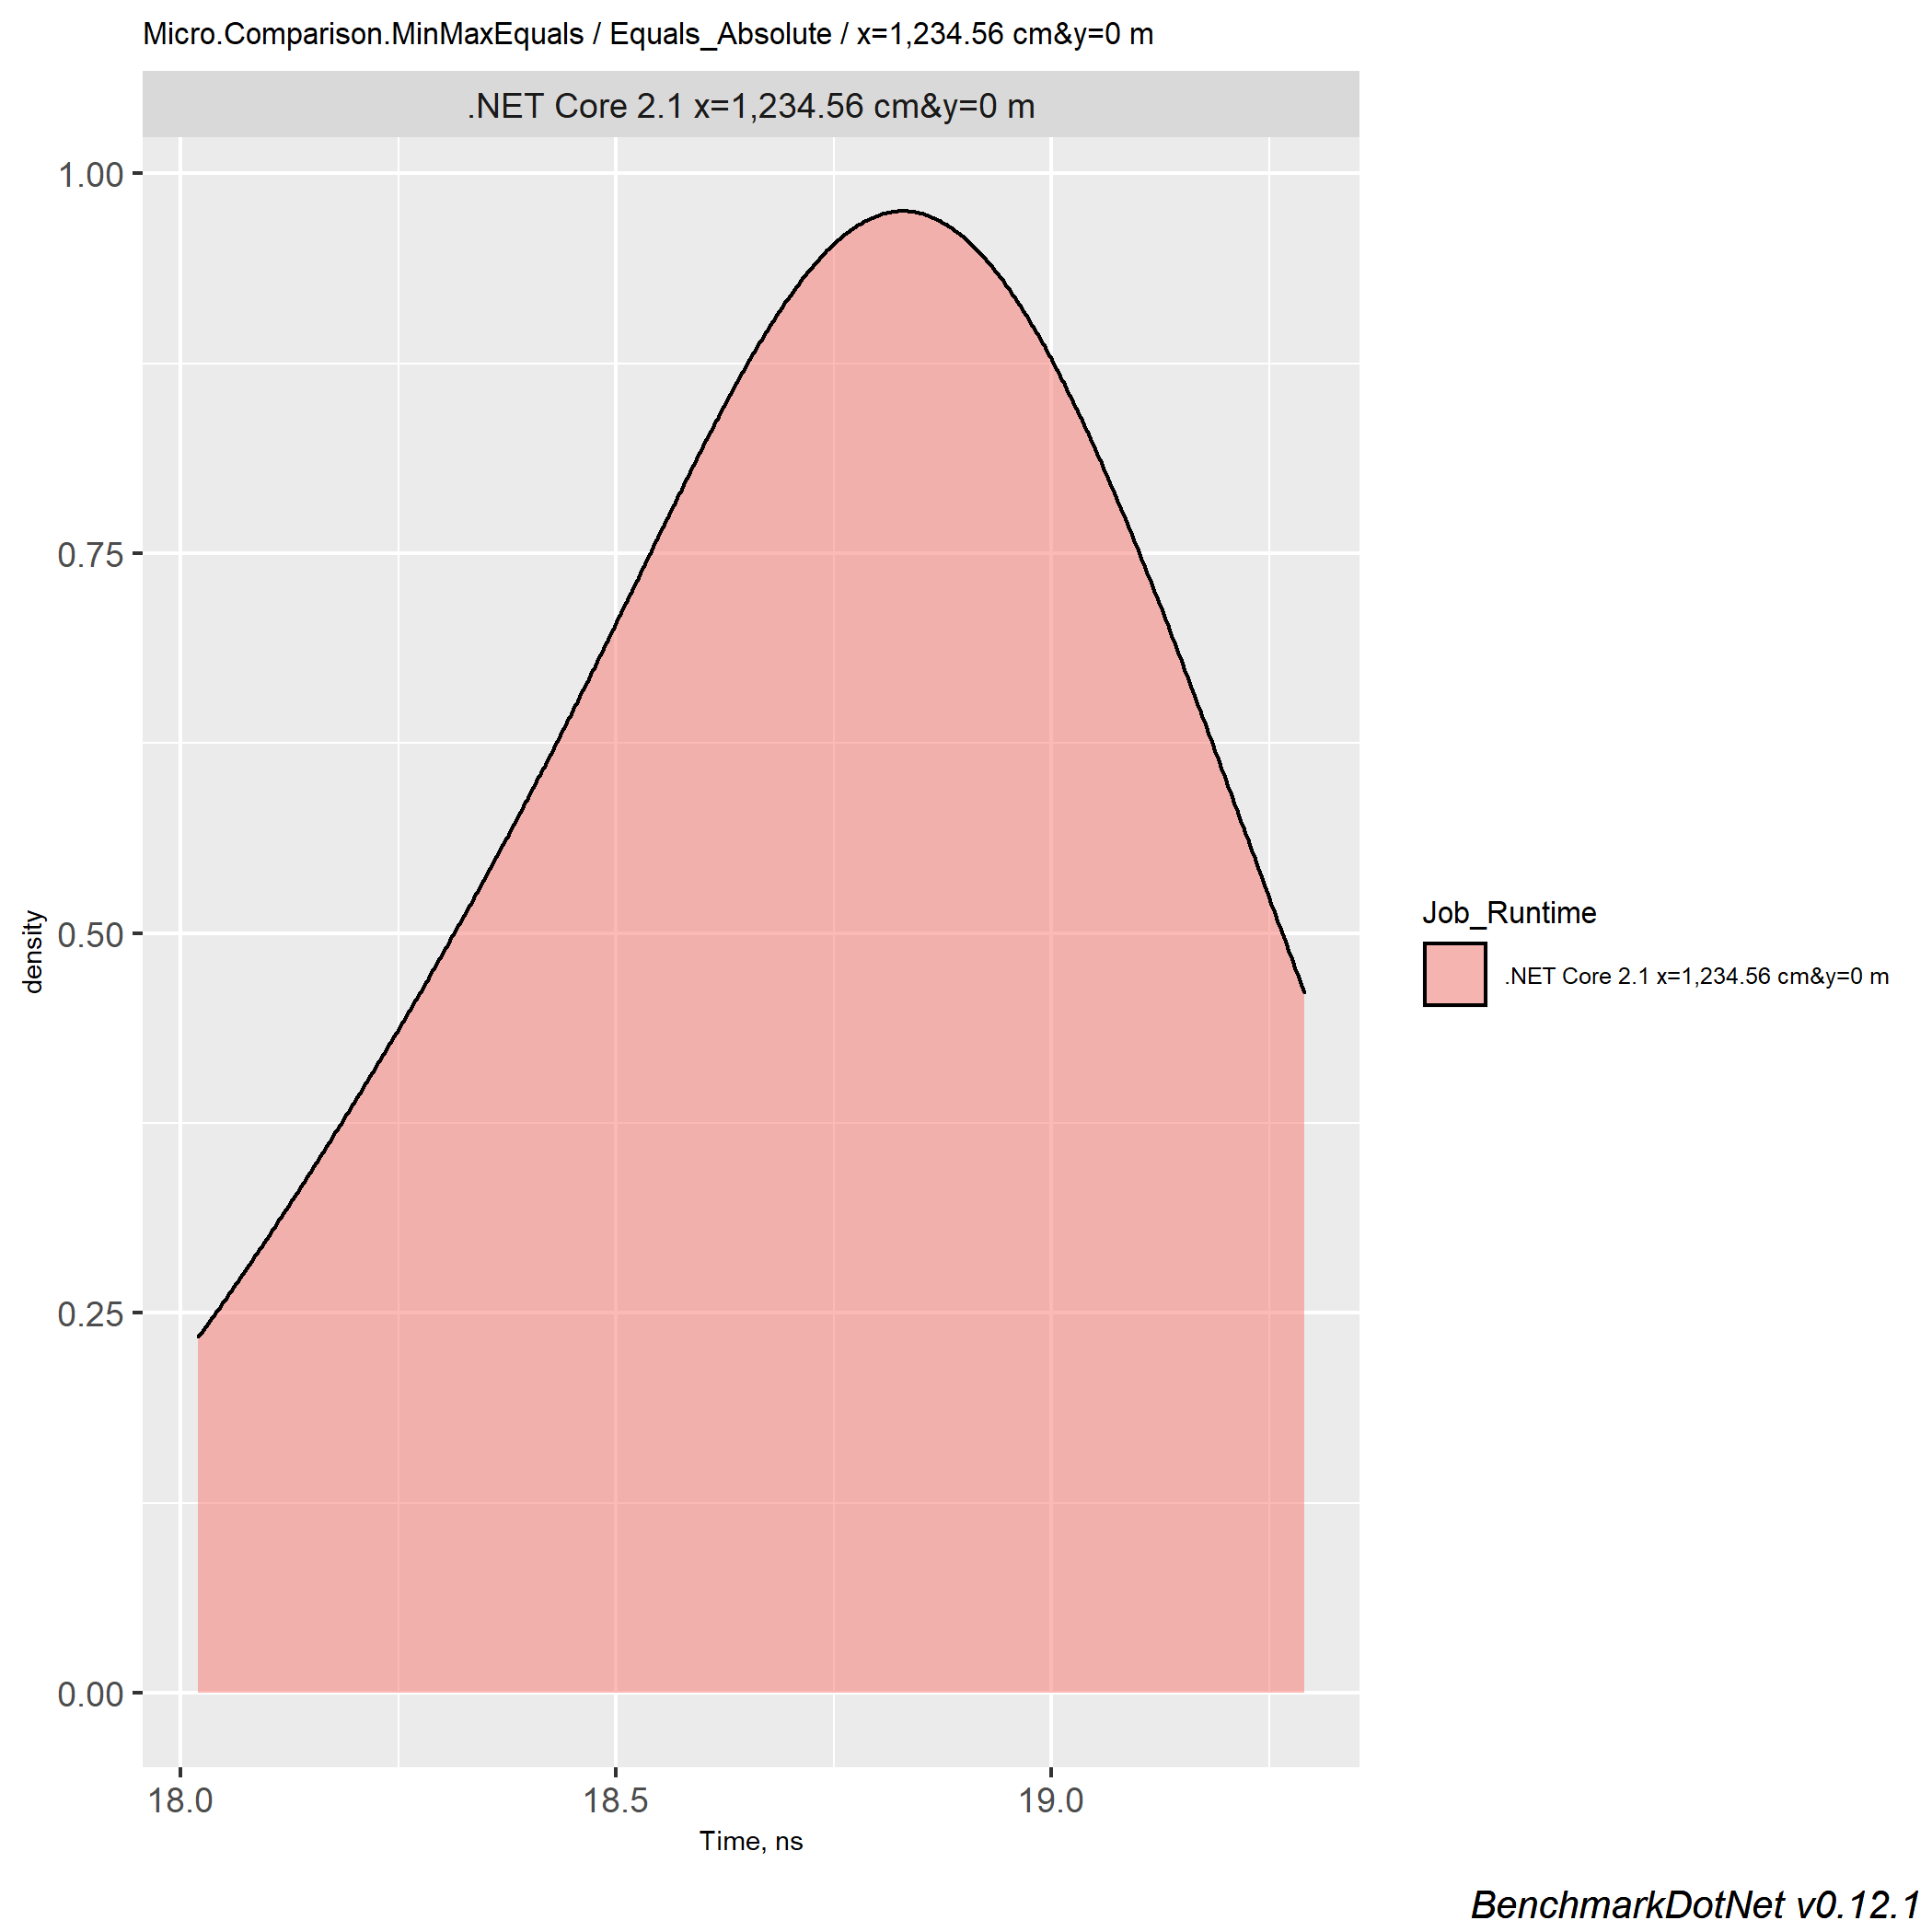 Micro.Comparison.MinMaxEquals / Equals_Absolute / x=1,234.56 cm&y=0 m
.NET Core 2.1 x=1,234.56 cm&y=0 m
1.00
0.75
0.50
0.25
0.00
density
18.0 18.5 19.0
Time, ns
Job_Runtime
.NET Core 2.1 x=1,234.56 cm&y=0 m
BenchmarkDotNet v0.12.1